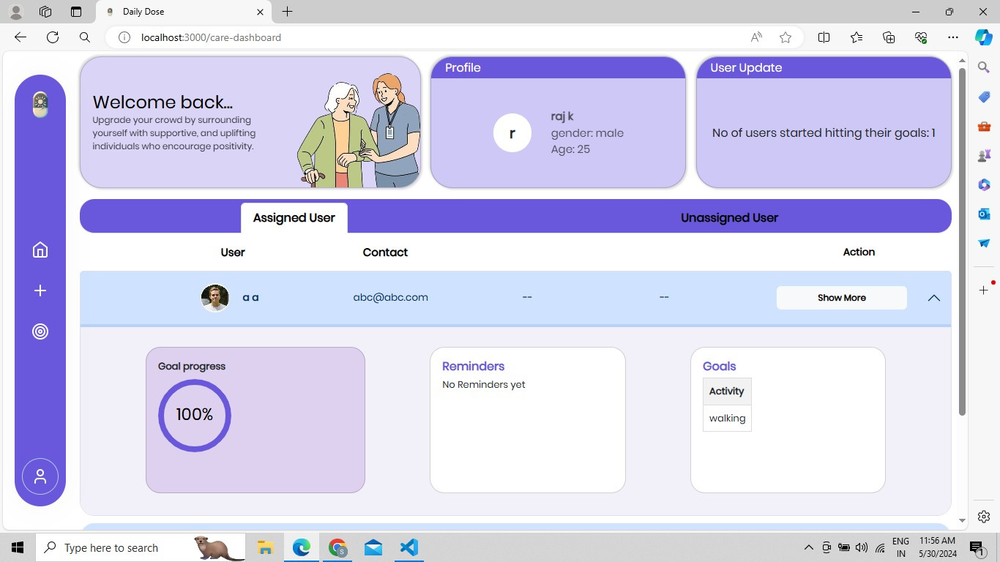 Daily Dose
localhost:3000/care-dashboard
Welcome back...
Upgrade your crowd by surrounding
yourself with supportive, and uplifting
individuals who encourage positivity.
Profile
r
raj k
gender: male
Age: 25
User Update
No of users started hitting their goals: 1
Assigned User
Unassigned User
User Contact Action
a a abc@abc.com -- -- Show More
Goal progress
100%
Reminders
No Reminders yet
Goals
Activity
walking
Type here to search
S
ENG
IN
11:56 AM
5/30/2024
1